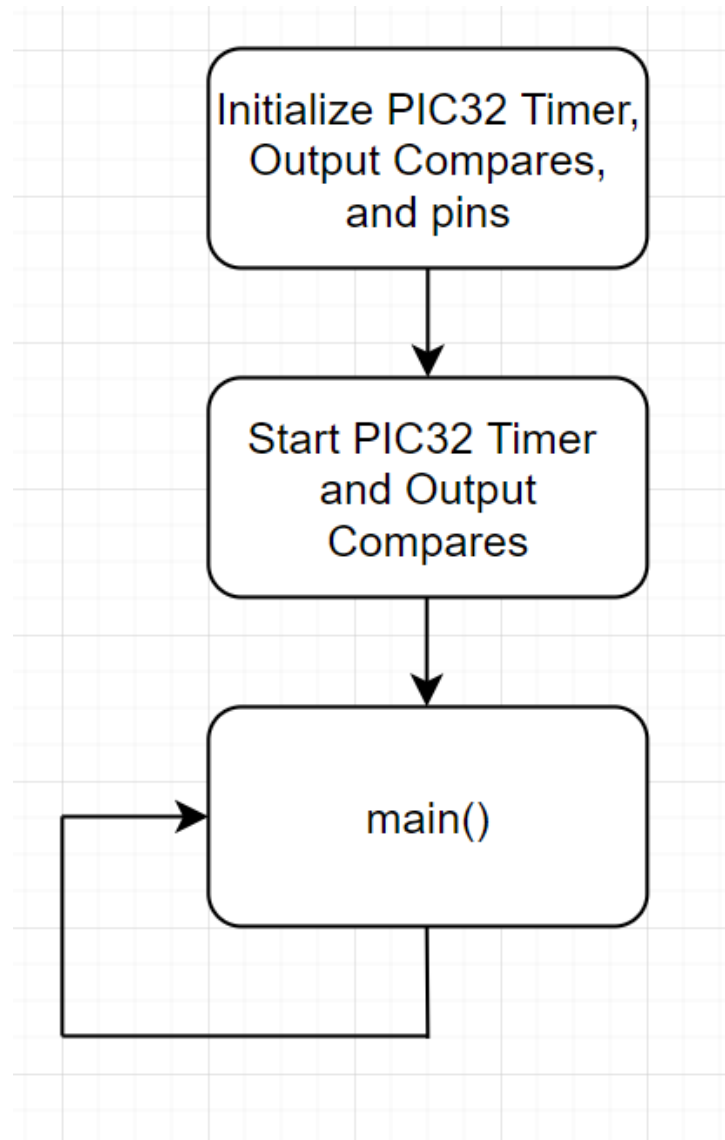 Initialize PIC32 Timer,
Output Compares,
and pins
Start PIC32 Timer
and Output
Compares
main()